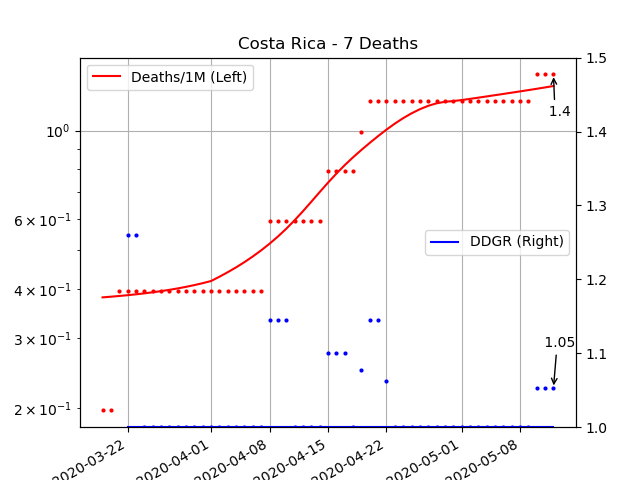 Costa Rica - 7 Deaths
Deaths/1M (Left)
DDGR (Right)
1.4
1.05
10⁰
6 × 10⁻¹
4 × 10⁻¹
3 × 10⁻¹
2 × 10⁻¹
1.5
1.4
1.3
1.2
1.1
1.0
2020-03-22
2020-04-01
2020-04-08
2020-04-15
2020-04-22
2020-05-01
2020-05-08